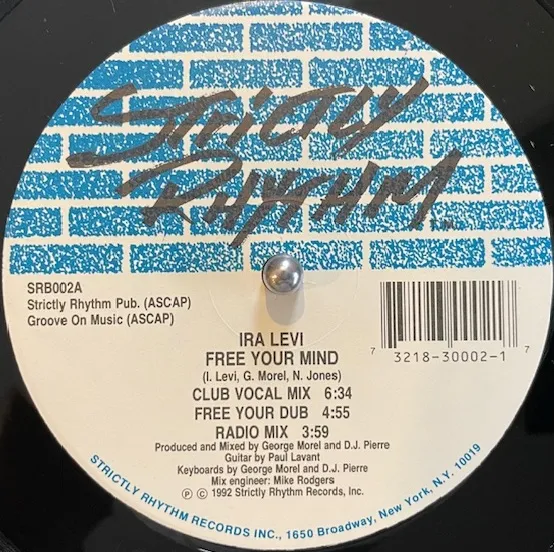 STRICTLY
RHYTHM
TM
SRB002A
Strictly Rhythm Pub. (ASCAP)
Groove On Music (ASCAP)
7 3218-30002-1 7
IRA LEVI
FREE YOUR MIND
(I. Levi, G. Morel, N. Jones)
CLUB VOCAL MIX 6:34
FREE YOUR DUB 4:55
RADIO MIX 3:59
Produced and Mixed by George Morel and D.J. Pierre
Guitar by Paul Lavant
Keyboards by George Morel and D.J. Pierre
Mix engineer: Mike Rodgers
℗ © 1992 Strictly Rhythm Records, Inc.
STRICTLY RHYTHM RECORDS INC., 1650 Broadway, New York, N.Y. 10019